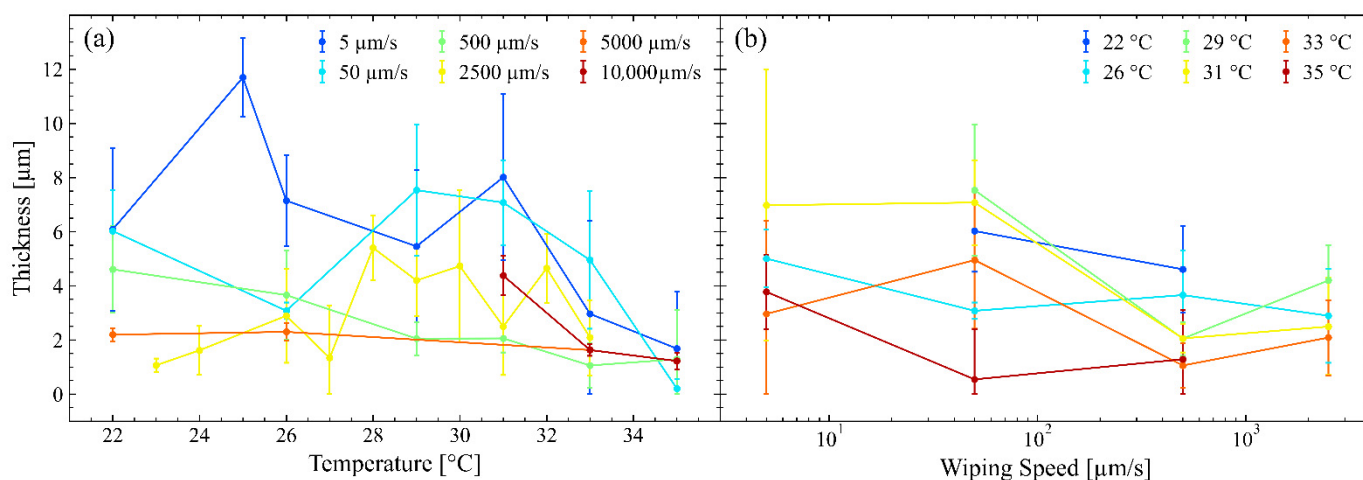 (a) 5 µm/s 500 µm/s 5000 µm/s
50 µm/s 2500 µm/s 10,000µm/s
Thickness [µm]
12
10
8
6
4
2
0
22 24 26 28 30 32 34
Temperature [°C]
(b) 22 °C 29 °C 33 °C
26 °C 31 °C 35 °C
10¹ 10² 10³
Wiping Speed [µm/s]